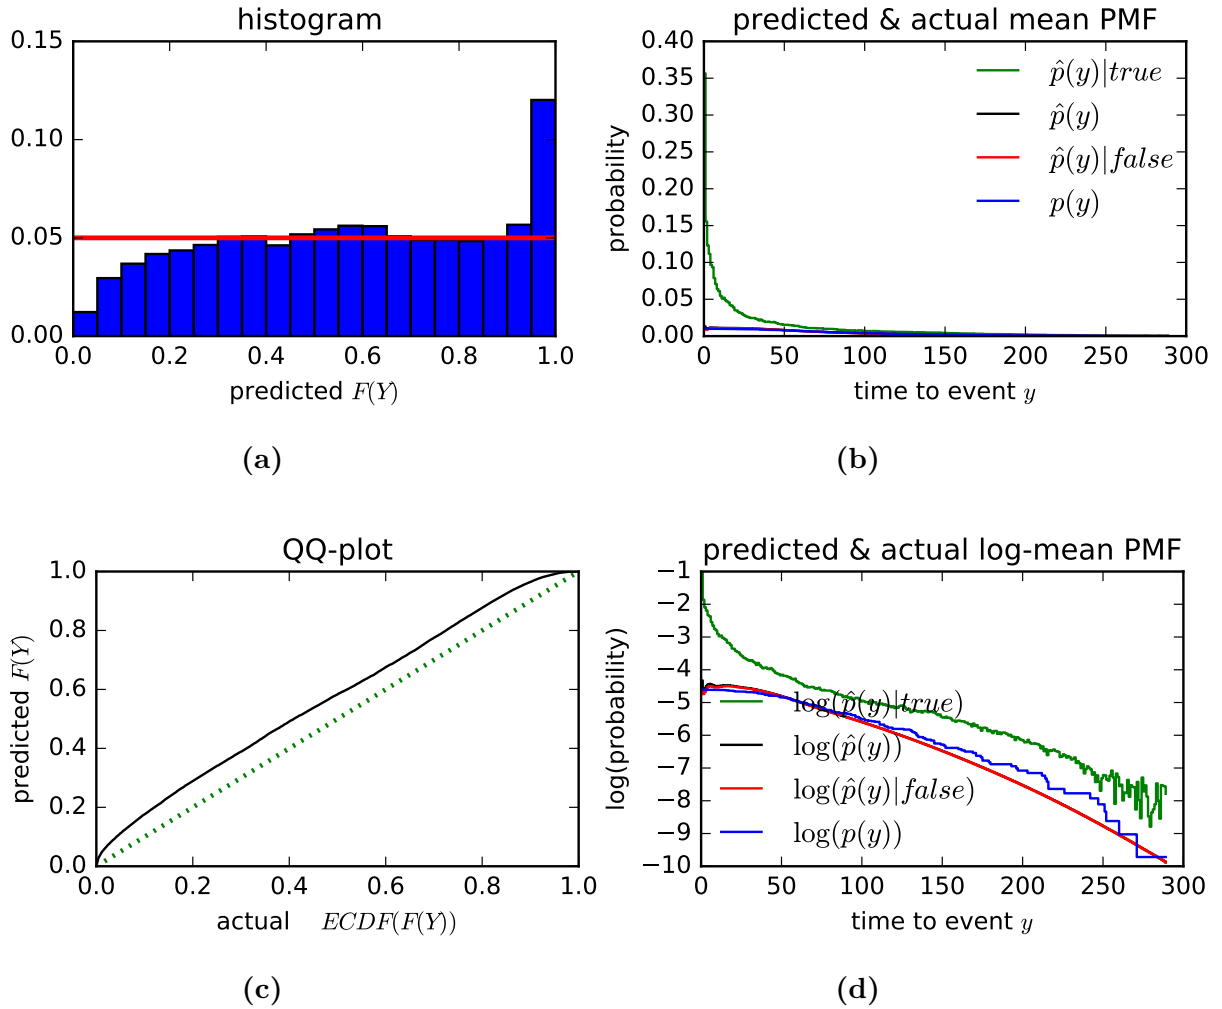 histogram
0.15
0.10
0.05
0.00
0.0 0.2 0.4 0.6 0.8 1.0
predicted F(Y)
(a)
predicted & actual mean PMF
0.40
0.35
0.30
0.25
0.20
0.15
0.10
0.05
0.00
probability
p̂(y)|true
p̂(y)
p̂(y)|false
p(y)
0 50 100 150 200 250 300
time to event y
(b)
QQ-plot
1.0
0.8
0.6
0.4
0.2
0.0
predicted F(Y)
0.0 0.2 0.4 0.6 0.8 1.0
actual ECDF(F(Y))
(c)
predicted & actual log-mean PMF
−1
−2
−3
−4
−5
−6
−7
−8
−9
−10
log(probability)
log(p̂(y)|true)
log(p̂(y))
log(p̂(y)|false)
log(p(y))
0 50 100 150 200 250 300
time to event y
(d)